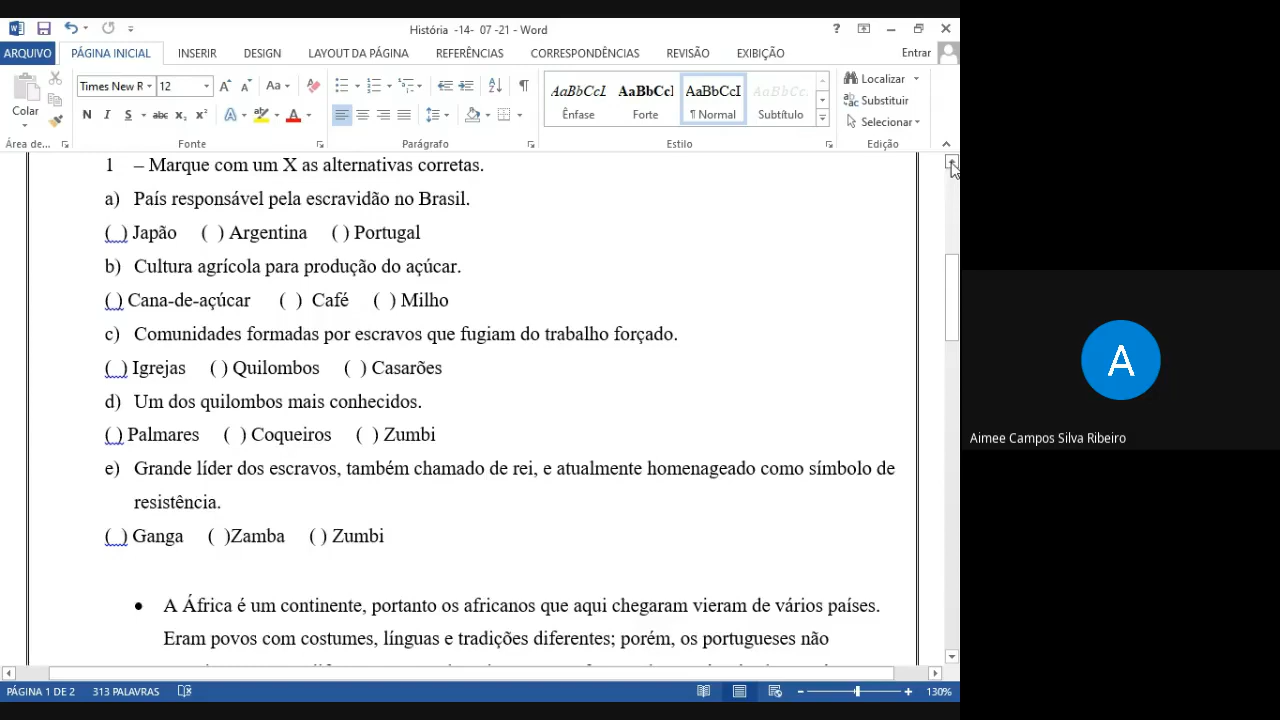 História -14- 07 -21 - Word
ARQUIVO PÁGINA INICIAL INSERIR DESIGN LAYOUT DA PÁGINA REFERÊNCIAS CORRESPONDÊNCIAS REVISÃO EXIBIÇÃO Entrar
Times New R 12 Aa
Colar
N I S abc x₂ x² A A
AaBbCcI AaBbCcI AaBbCcI AaBbCc
Ênfase Forte ¶ Normal Subtítulo
Localizar
Substituir
Selecionar
Área de... Fonte Parágrafo Estilo Edição
1 – Marque com um X as alternativas corretas.
a) País responsável pela escravidão no Brasil.
( ) Japão ( ) Argentina ( ) Portugal
b) Cultura agrícola para produção do açúcar.
( ) Cana-de-açúcar ( ) Café ( ) Milho
c) Comunidades formadas por escravos que fugiam do trabalho forçado.
( ) Igrejas ( ) Quilombos ( ) Casarões
d) Um dos quilombos mais conhecidos.
( ) Palmares ( ) Coqueiros ( ) Zumbi
e) Grande líder dos escravos, também chamado de rei, e atualmente homenageado como símbolo de
resistência.
( ) Ganga ( )Zamba ( ) Zumbi
• A África é um continente, portanto os africanos que aqui chegaram vieram de vários países.
Eram povos com costumes, línguas e tradições diferentes; porém, os portugueses não
PÁGINA 1 DE 2 313 PALAVRAS 130%
A
Aimee Campos Silva Ribeiro